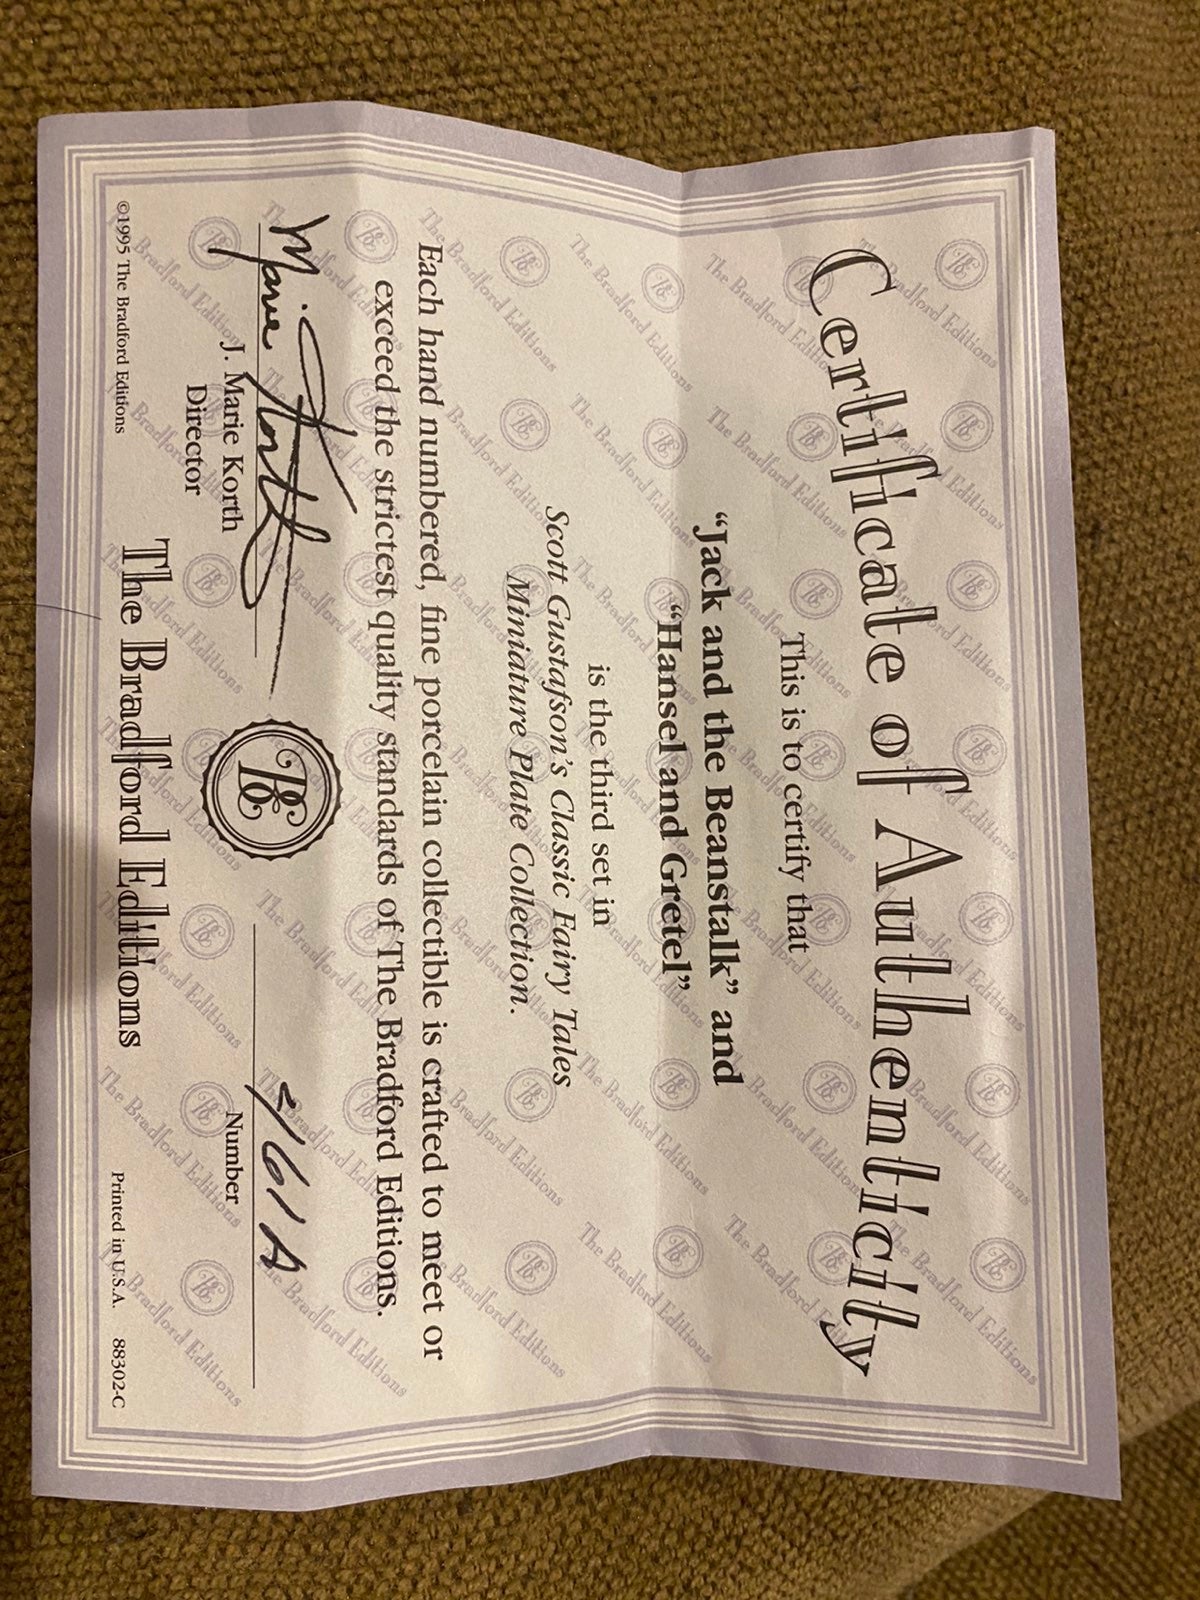 Certificate of Authenticity
This is to certify that
“Jack and the Beanstalk” and
“Hansel and Gretel”
is the third set in
Scott Gustafson’s Classic Fairy Tales
Miniature Plate Collection.
Each hand numbered, fine porcelain collectible is crafted to meet or
exceed the strictest quality standards of The Bradford Editions.
J. Marie Korth
Director
Number
©1995 The Bradford Editions
The Bradford Editions
Printed in U.S.A. 88302-C